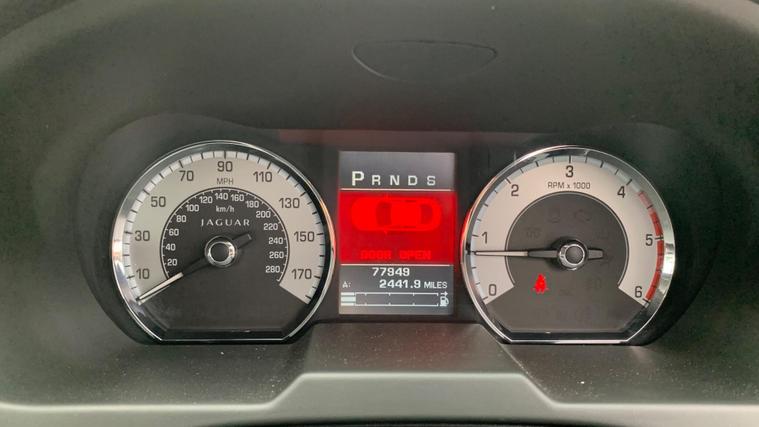 10 30 50 70 90 110 130 150 170
MPH
20 40 60 80 100 120 140 160 180 200 220 240 260 280
km/h
JAGUAR
P R N D S
DOOR OPEN
77949
A: 2441.9 MILES
0 1 2 3 4 5 6
RPM x 1000